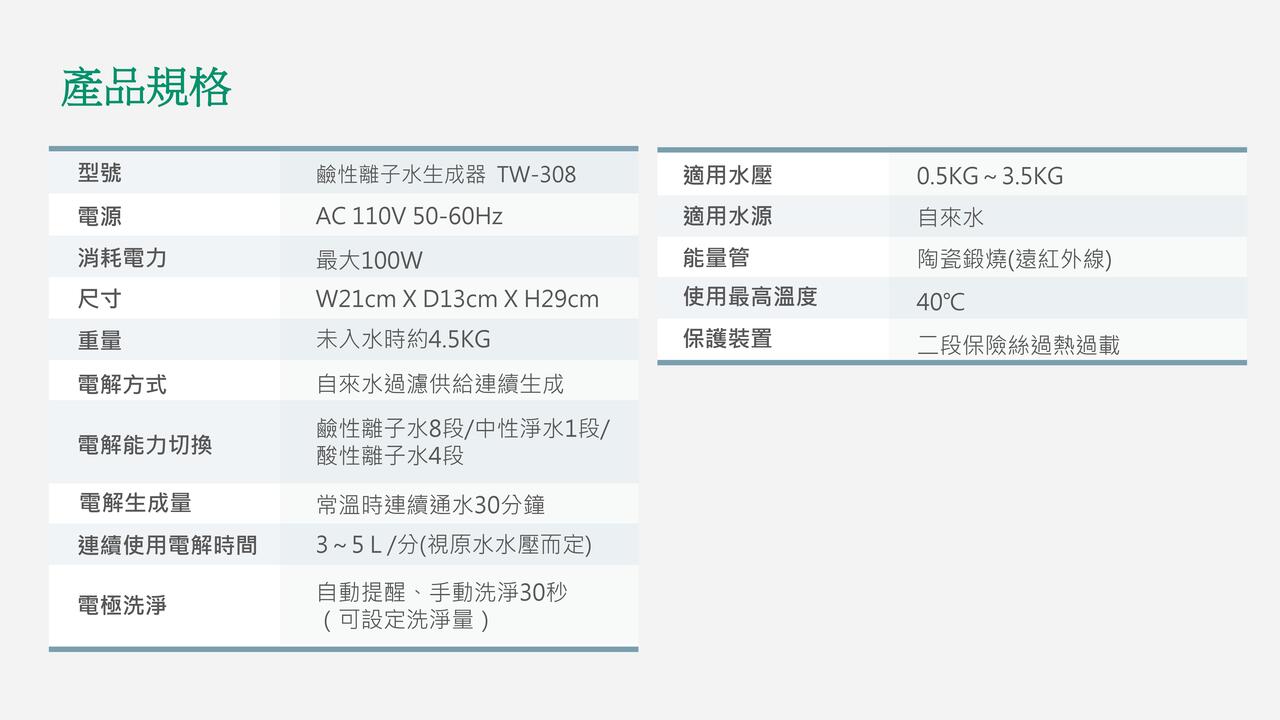 產品規格
型號 鹼性離子水生成器 TW-308
電源 AC 110V 50-60Hz
消耗電力 最大100W
尺寸 W21cm X D13cm X H29cm
重量 未入水時約4.5KG
電解方式 自來水過濾供給連續生成
電解能力切換 鹼性離子水8段/中性淨水1段/
酸性離子水4段
電解生成量 常溫時連續通水30分鐘
連續使用電解時間 3～5 L /分(視原水水壓而定)
電極洗淨 自動提醒、手動洗淨30秒
（可設定洗淨量）
適用水壓 0.5KG～3.5KG
適用水源 自來水
能量管 陶瓷鍛燒(遠紅外線)
使用最高溫度 40℃
保護裝置 二段保險絲過熱過載